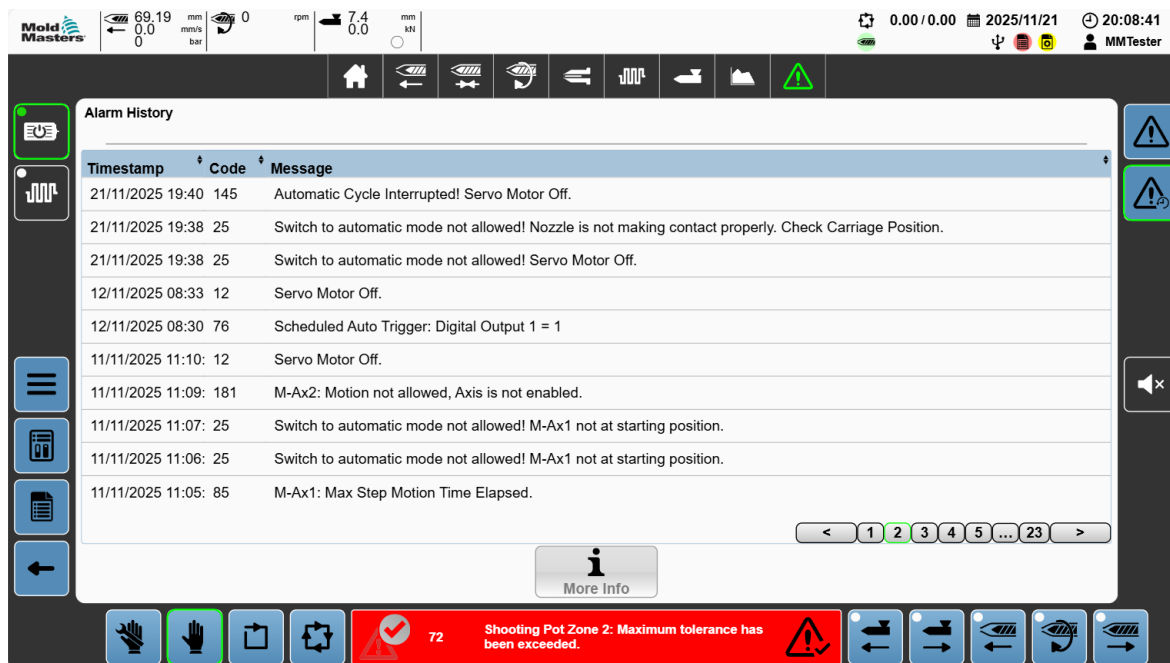 Mold Masters
69.19 mm
0.0 mm/s
0 bar
0 rpm
7.4 mm
0.0 kN
0.00 / 0.00 2025/11/21 20:08:41
MMTester
Alarm History
Timestamp Code Message
21/11/2025 19:40 145 Automatic Cycle Interrupted! Servo Motor Off.
21/11/2025 19:38 25 Switch to automatic mode not allowed! Nozzle is not making contact properly. Check Carriage Position.
21/11/2025 19:38 25 Switch to automatic mode not allowed! Servo Motor Off.
12/11/2025 08:33 12 Servo Motor Off.
12/11/2025 08:30 76 Scheduled Auto Trigger: Digital Output 1 = 1
11/11/2025 11:10: 12 Servo Motor Off.
11/11/2025 11:09: 181 M-Ax2: Motion not allowed, Axis is not enabled.
11/11/2025 11:07: 25 Switch to automatic mode not allowed! M-Ax1 not at starting position.
11/11/2025 11:06: 25 Switch to automatic mode not allowed! M-Ax1 not at starting position.
11/11/2025 11:05: 85 M-Ax1: Max Step Motion Time Elapsed.
< 1 2 3 4 5 ... 23 >
More Info
72 Shooting Pot Zone 2: Maximum tolerance has
been exceeded.